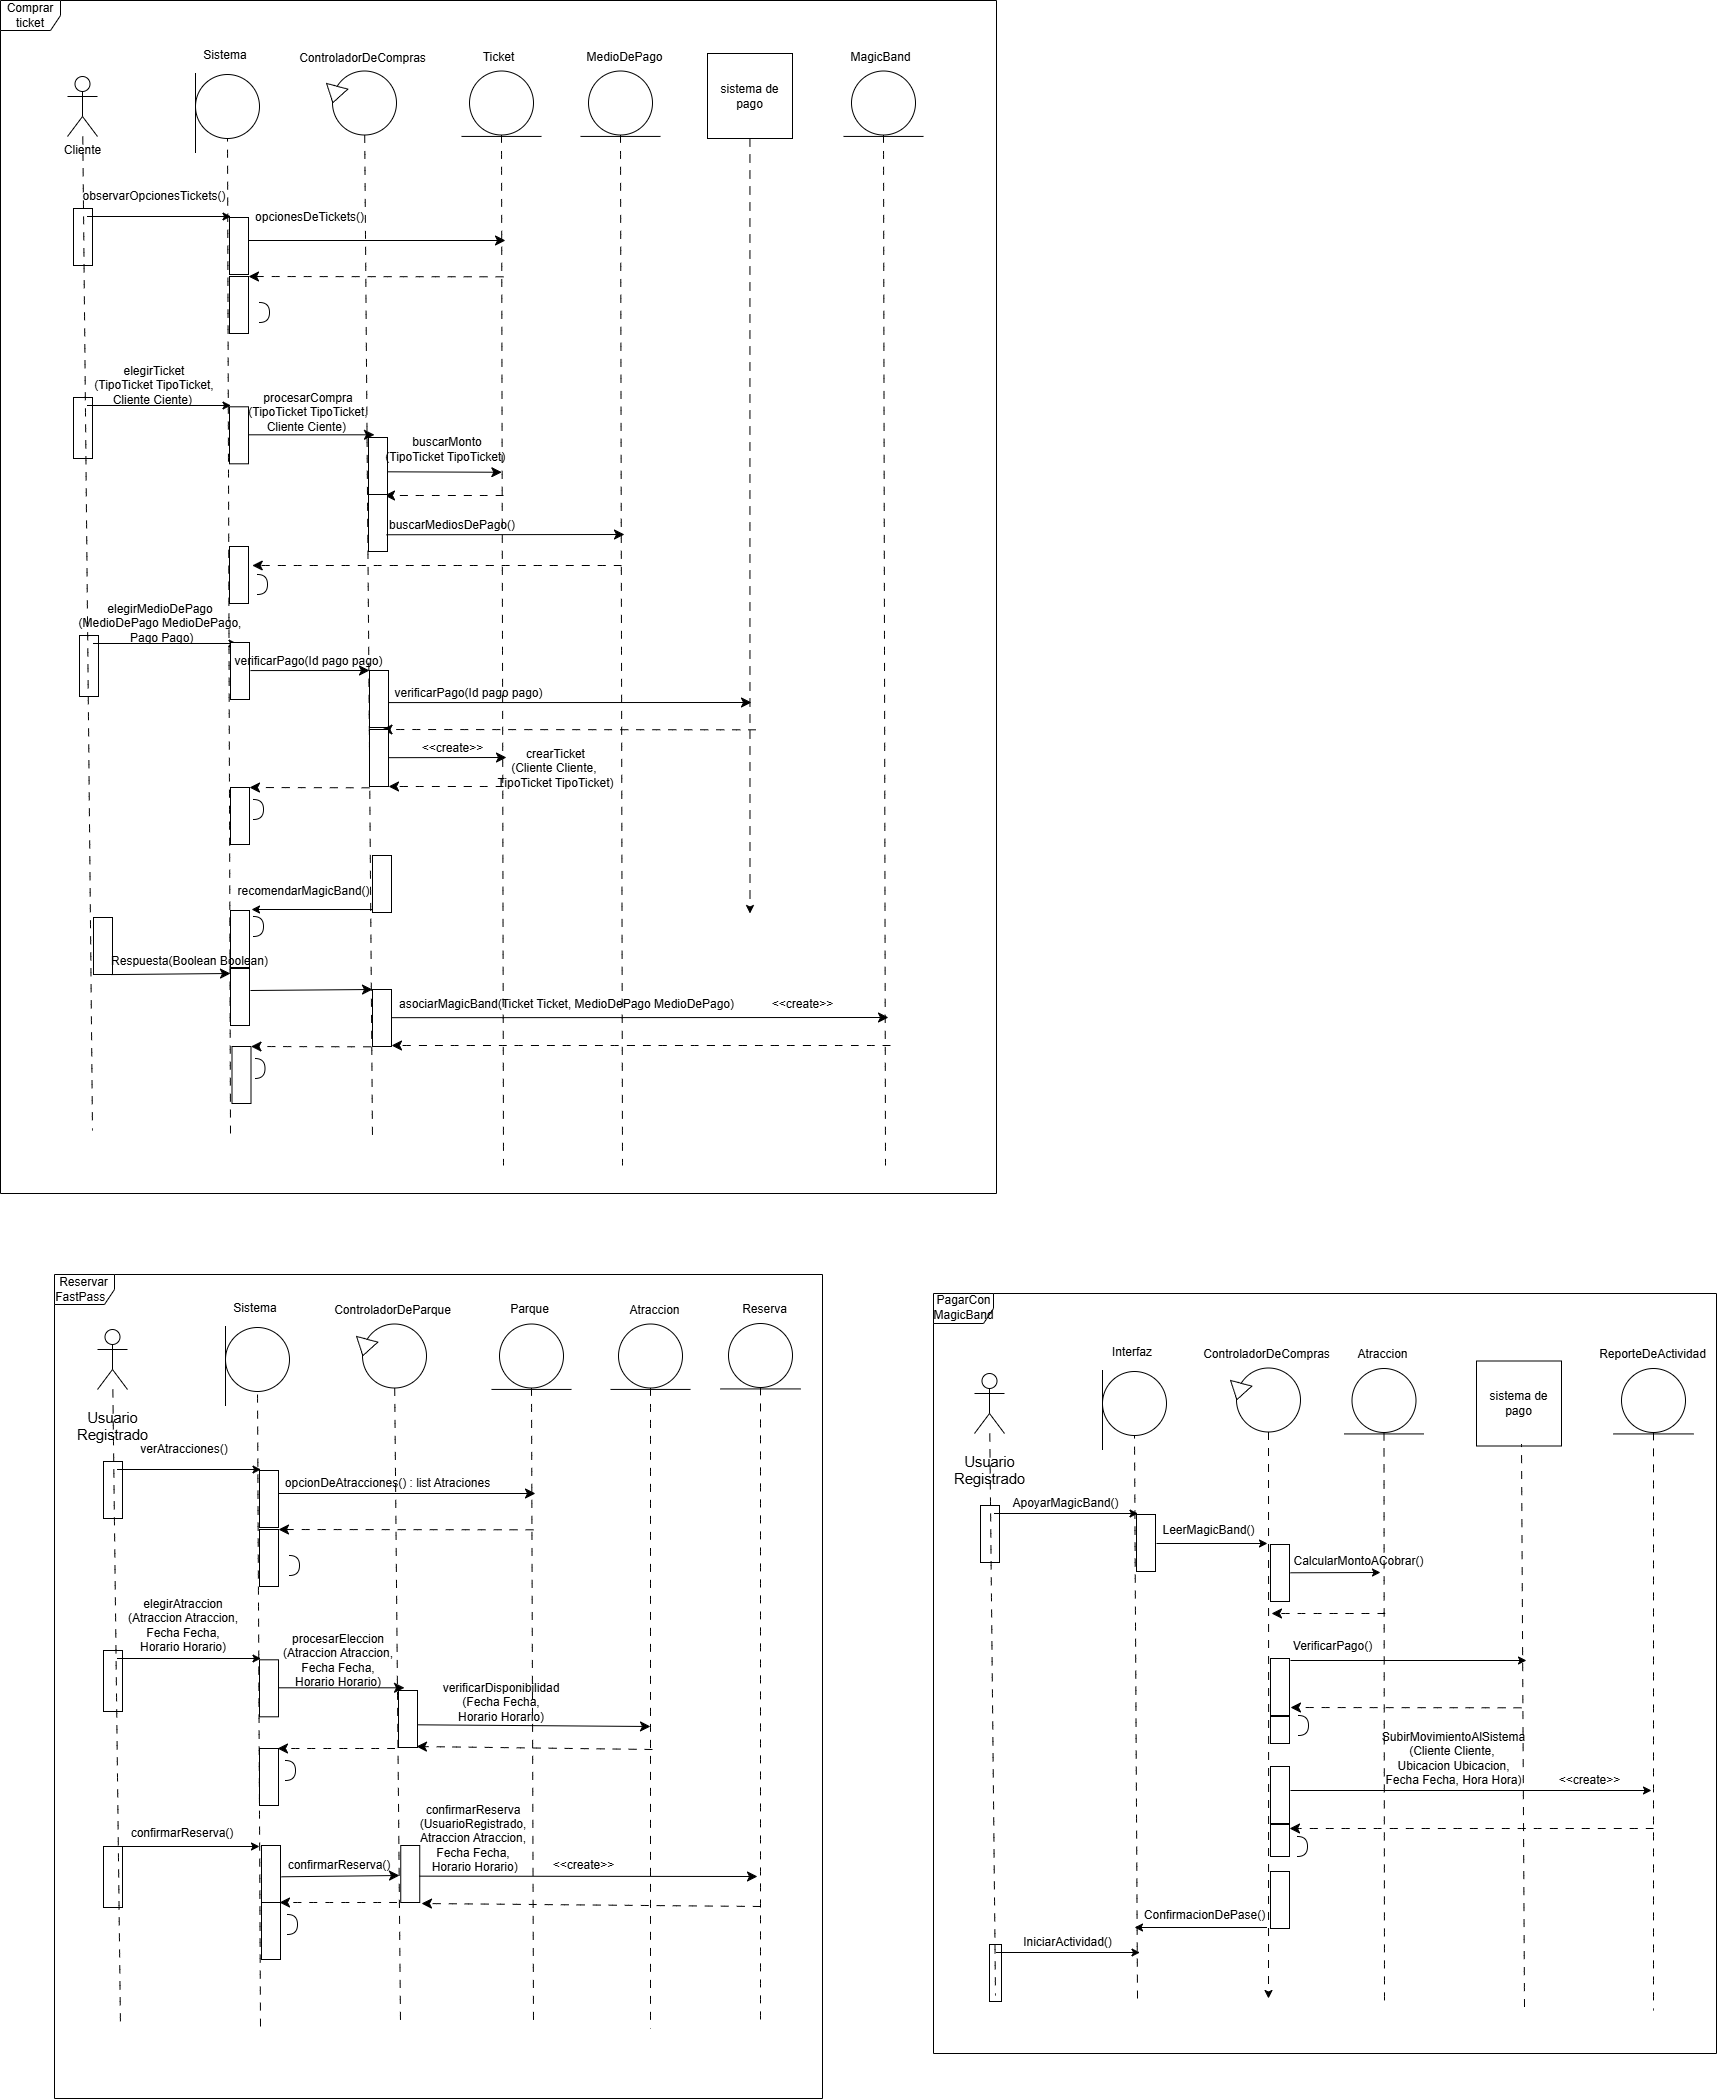 Comprar
ticket
Sistema
ControladorDeCompras
Ticket
MedioDePago
sistema de
pago
MagicBand
Cliente
observarOpcionesTickets()
opcionesDeTickets()
elegirTicket
(TipoTicket TipoTicket,
Cliente Ciente)
procesarCompra
(TipoTicket TipoTicket,
Cliente Ciente)
buscarMonto
(TipoTicket TipoTicket)
buscarMediosDePago()
elegirMedioDePago
(MedioDePago MedioDePago,
Pago Pago)
verificarPago(Id pago pago)
verificarPago(Id pago pago)
<<create>>
crearTicket
(Cliente Cliente,
TipoTicket TipoTicket)
recomendarMagicBand()
Respuesta(Boolean Boolean)
asociarMagicBand(Ticket Ticket, MedioDePago MedioDePago)
<<create>>
Reservar
FastPass
Sistema
ControladorDeParque
Parque
Atraccion
Reserva
Usuario
Registrado
verAtracciones()
opcionDeAtracciones() : list Atraciones
elegirAtraccion
(Atraccion Atraccion,
Fecha Fecha,
Horario Horario)
procesarEleccion
(Atraccion Atraccion,
Fecha Fecha,
Horario Horario)
verificarDisponibilidad
(Fecha Fecha,
Horario Horario)
confirmarReserva()
confirmarReserva()
confirmarReserva
(UsuarioRegistrado,
Atraccion Atraccion,
Fecha Fecha,
Horario Horario)
<<create>>
PagarCon
MagicBand
Interfaz
ControladorDeCompras
Atraccion
sistema de
pago
ReporteDeActividad
Usuario
Registrado
ApoyarMagicBand()
LeerMagicBand()
CalcularMontoACobrar()
VerificarPago()
SubirMovimientoAlSistema
(Cliente Cliente,
Ubicacion Ubicacion,
Fecha Fecha, Hora Hora)
<<create>>
ConfirmacionDePase()
IniciarActividad()